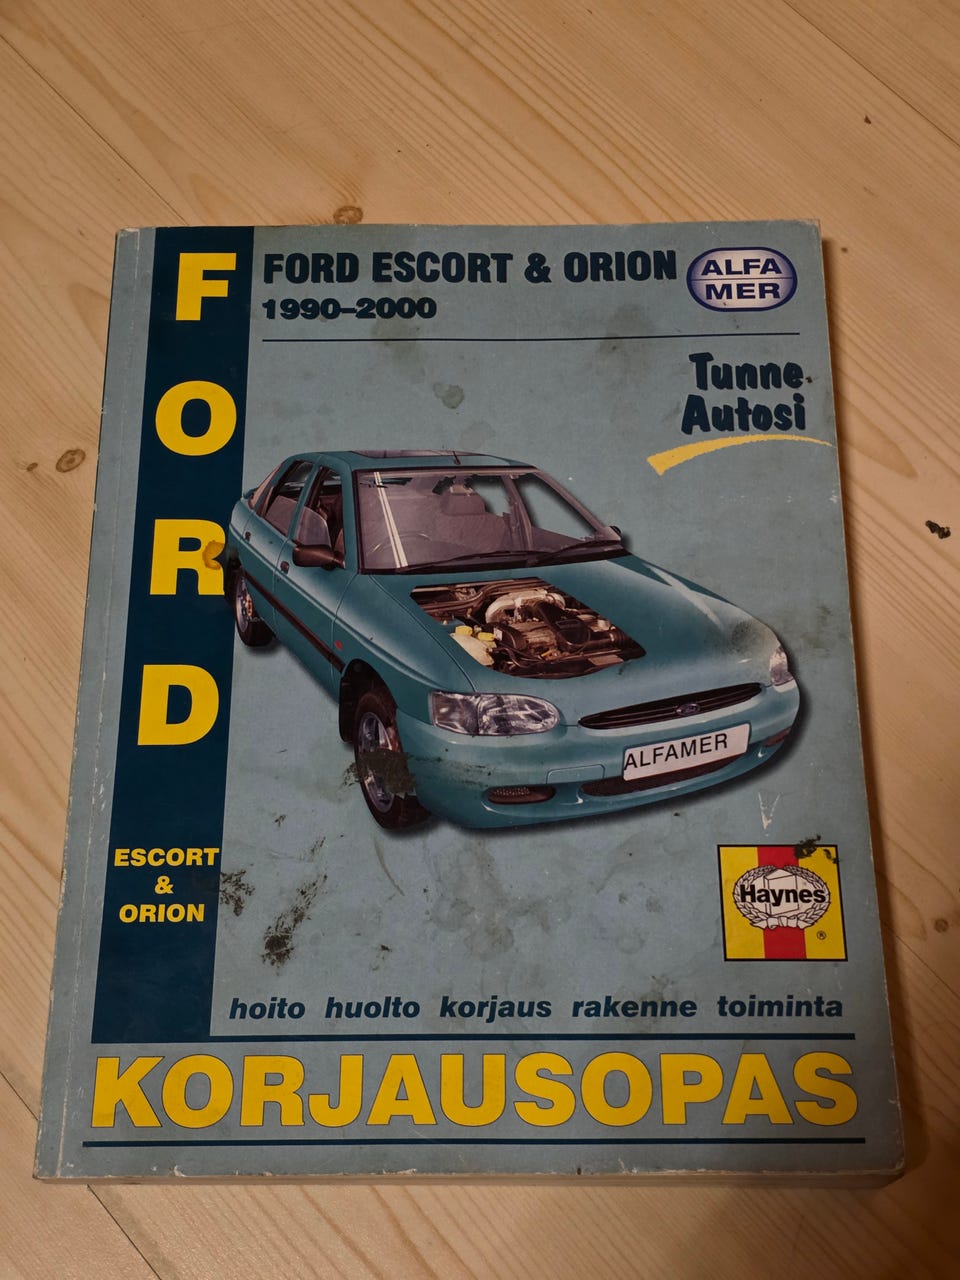 FORD
ESCORT
&
ORION
FORD ESCORT & ORION
1990–2000
ALFA
MER
Tunne
Autosi
ALFAMER
Haynes
®
hoito huolto korjaus rakenne toiminta
KORJAUSOPAS